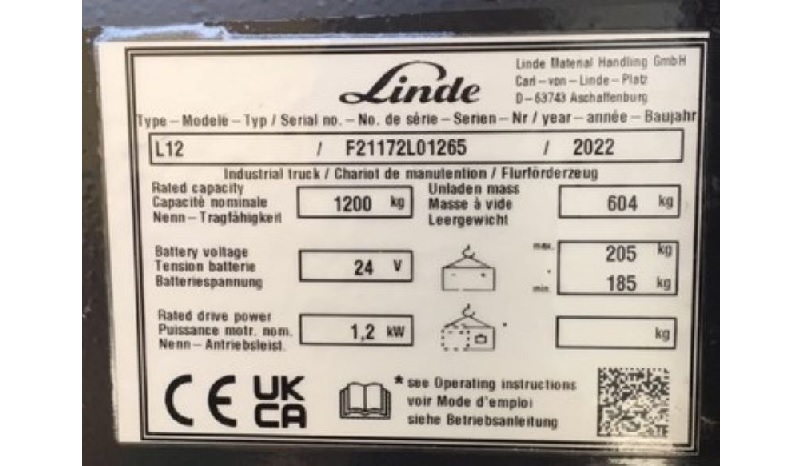 Linde
Linde Material Handling GmbH
Carl-von-Linde-Platz
D-63743 Aschaffenburg
Type - Modele - Typ / Serial no. - No. de série - Serien - Nr / year - année - Baujahr
L12 / F21172L01265 / 2022
Industrial truck / Chariot de manutention / Flurförderzeug
Rated capacity
Capacité nominale
Nenn - Tragfähigkeit
1200 kg
Unladen mass
Masse à vide
Leergewicht
604 kg
Battery voltage
Tension batterie
Batteriespannung
24 V
max. 205 kg
min. 185 kg
Rated drive power
Puissance motr. nom.
Nenn - Antriebsleist.
1,2 kW
kg
CE UK
CA
* see Operating instructions
voir Mode d'emploi
siehe Betriebsanleitung